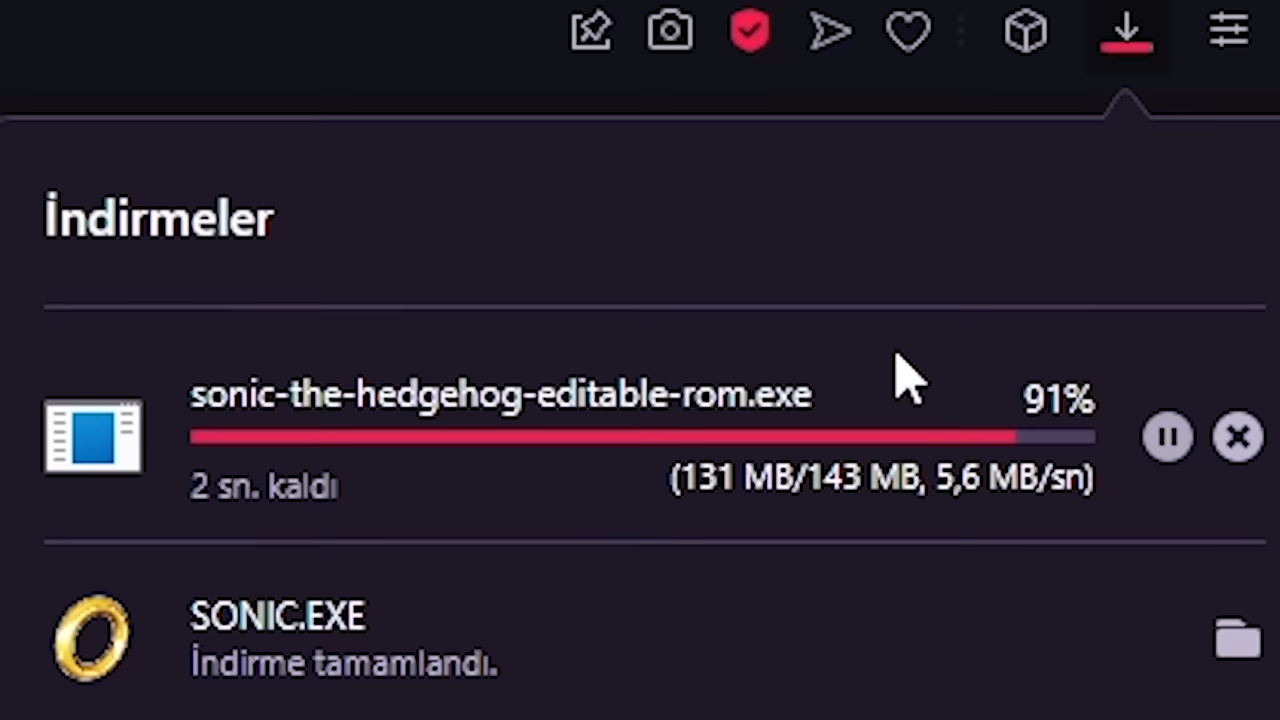 İndirmeler
sonic-the-hedgehog-editable-rom.exe
91%
2 sn. kaldı
(131 MB/143 MB, 5,6 MB/sn)
SONIC.EXE
İndirme tamamlandı.